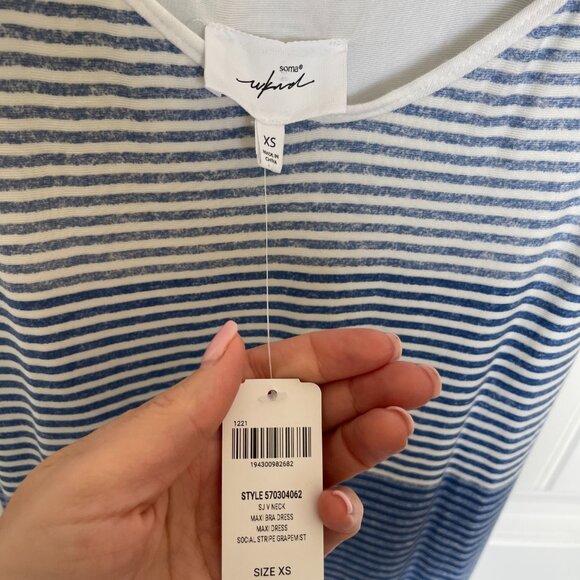 soma®
wknd
XS
MADE IN
CHINA
1221
194300982682
STYLE 570304062
SJ V NECK
MAXI BRA DRESS
MAXI DRESS
SOCIAL STRIPE GRAPEMIST
SIZE XS